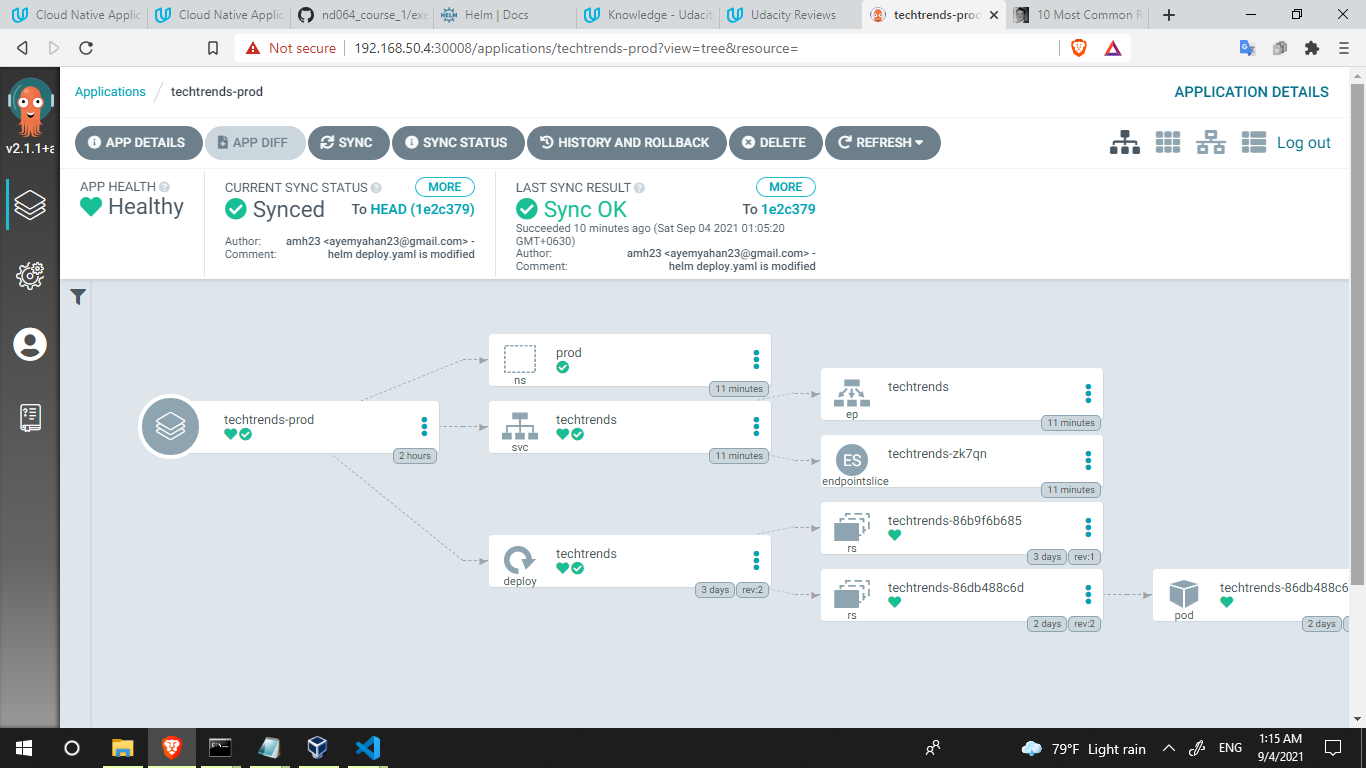 Cloud Native Applic
Cloud Native Applic
nd064_course_1/exe
Helm | Docs
Knowledge - Udacit
Udacity Reviews
techtrends-prod
10 Most Common R
Not secure
192.168.50.4:30008/applications/techtrends-prod?view=tree&resource=
Applications
techtrends-prod
APPLICATION DETAILS
v2.1.1+a
APP DETAILS
APP DIFF
SYNC
SYNC STATUS
HISTORY AND ROLLBACK
DELETE
REFRESH
Log out
APP HEALTH
Healthy
CURRENT SYNC STATUS
MORE
Synced
To HEAD (1e2c379)
Author: amh23 <ayemyahan23@gmail.com> -
Comment: helm deploy.yaml is modified
LAST SYNC RESULT
MORE
Sync OK
To 1e2c379
Succeeded 10 minutes ago (Sat Sep 04 2021 01:05:20
GMT+0630)
Author: amh23 <ayemyahan23@gmail.com> -
Comment: helm deploy.yaml is modified
techtrends-prod
2 hours
prod
ns
11 minutes
techtrends
svc
11 minutes
techtrends
deploy
3 days
rev:2
techtrends
ep
11 minutes
ES
techtrends-zk7qn
endpointslice
11 minutes
techtrends-86b9f6b685
rs
3 days
rev:1
techtrends-86db488c6d
rs
2 days
rev:2
techtrends-86db488c6
pod
2 days
79°F Light rain
ENG
1:15 AM
9/4/2021